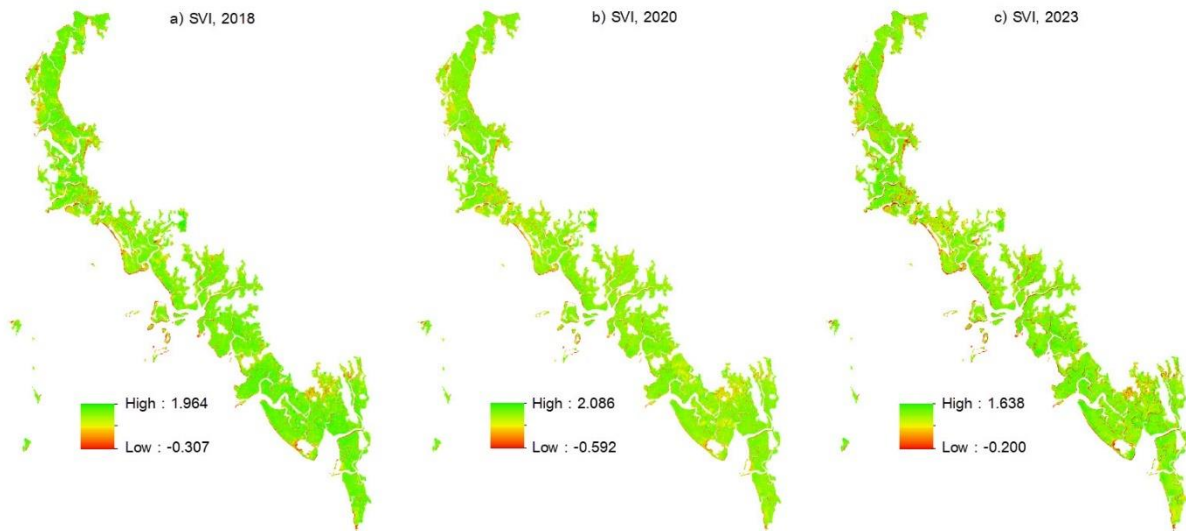 a) SVI, 2018
b) SVI, 2020
c) SVI, 2023
High : 1.964
Low : -0.307
High : 2.086
Low : -0.592
High : 1.638
Low : -0.200